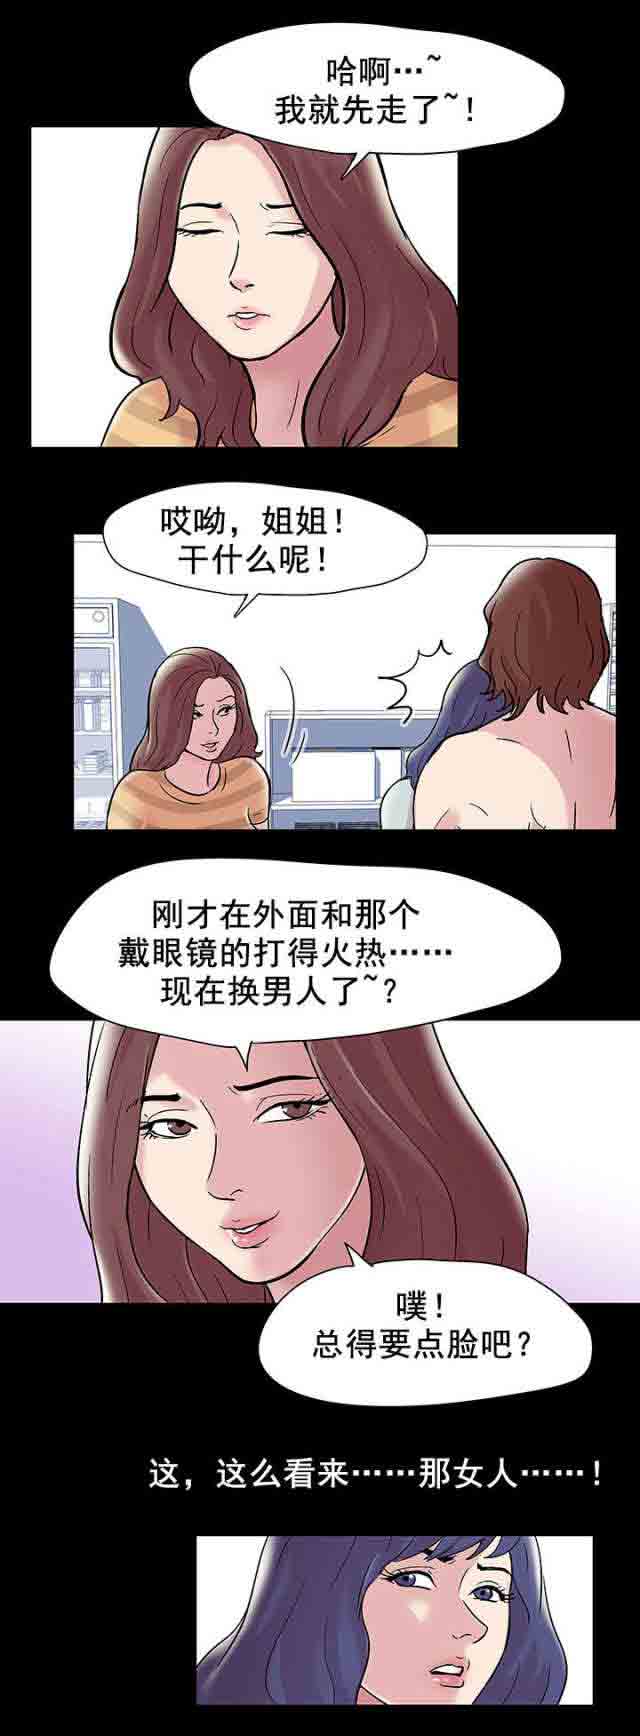 哈啊…~
我就先走了~!
哎呦，姐姐!
干什么呢!
刚才在外面和那个
戴眼镜的打得火热……
现在换男人了~?
噗!
总得要点脸吧?
这，这么看来……那女人……!